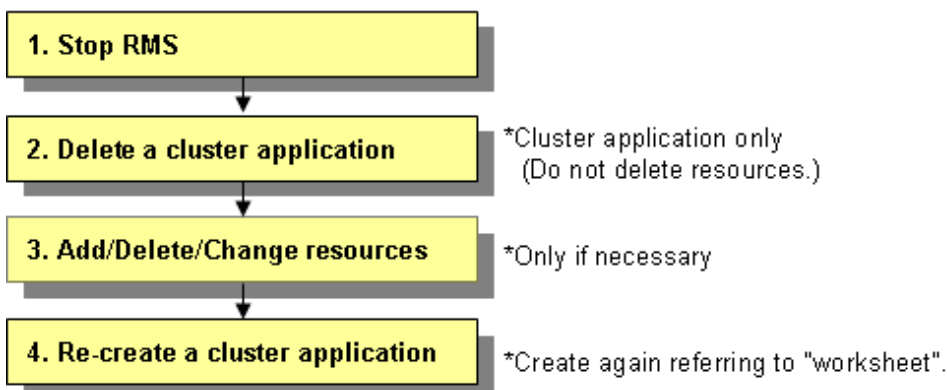 1. Stop RMS
2. Delete a cluster application
*Cluster application only
(Do not delete resources.)
3. Add/Delete/Change resources
*Only if necessary
4. Re-create a cluster application
*Create again referring to "worksheet".